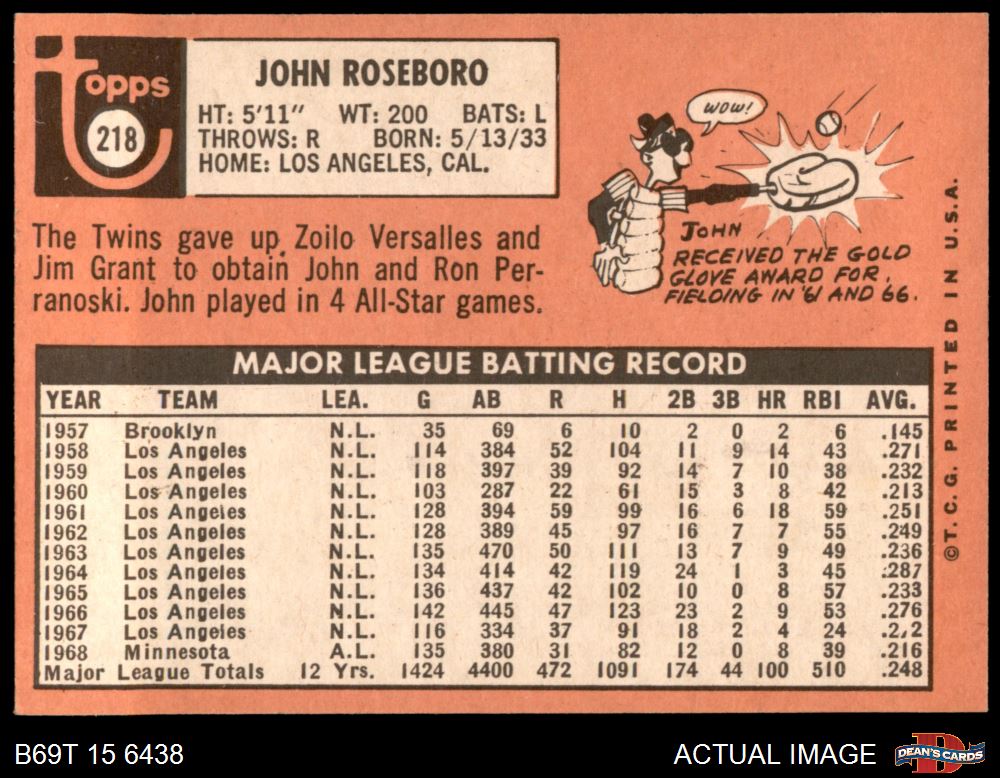 Topps
218
JOHN ROSEBORO
HT: 5'11" WT: 200 BATS: L
THROWS: R BORN: 5/13/33
HOME: LOS ANGELES, CAL.
The Twins gave up Zoilo Versalles and
Jim Grant to obtain John and Ron Per-
ranoski. John played in 4 All-Star games.
WOW!
JOHN
RECEIVED THE GOLD
GLOVE AWARD FOR
FIELDING IN '61 AND '66.
MAJOR LEAGUE BATTING RECORD
YEAR TEAM LEA. G AB R H 2B 3B HR RBI AVG.
1957 Brooklyn N.L. 35 69 6 10 2 0 2 6 .145
1958 Los Angeles N.L. 114 384 52 104 11 9 14 43 .271
1959 Los Angeles N.L. 118 397 39 92 14 7 10 38 .232
1960 Los Angeles N.L. 103 287 22 61 15 3 8 42 .213
1961 Los Angeles N.L. 128 394 59 99 16 6 18 59 .251
1962 Los Angeles N.L. 128 389 45 97 16 7 7 55 .249
1963 Los Angeles N.L. 135 470 50 111 13 7 9 49 .236
1964 Los Angeles N.L. 134 414 42 119 24 1 3 45 .287
1965 Los Angeles N.L. 136 437 42 102 10 0 8 57 .233
1966 Los Angeles N.L. 142 445 47 123 23 2 9 53 .276
1967 Los Angeles N.L. 116 334 37 91 18 2 4 24
1968 Minnesota A.L. 135 380 31 82 12 0 8 39 .216
Major League Totals 12 Yrs. 1424 4400 472 1091 174 44 100 510 .248
©T.C.G. PRINTED IN U.S.A.
B69T 15 6438
ACTUAL IMAGE
DEAN'S CARDS